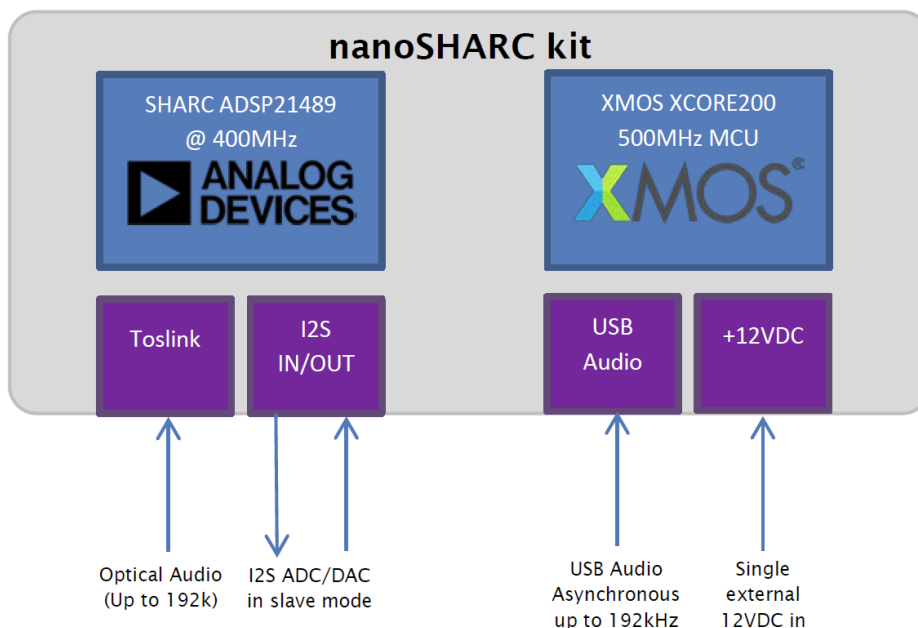 nanoSHARC kit
SHARC ADSP21489
@ 400MHz
ANALOG
DEVICES
XMOS XCORE200
500MHz MCU
XMOS
Toslink
I2S
IN/OUT
USB
Audio
+12VDC
Optical Audio
(Up to 192k)
I2S ADC/DAC
in slave mode
USB Audio
Asynchronous
up to 192kHz
Single
external
12VDC in